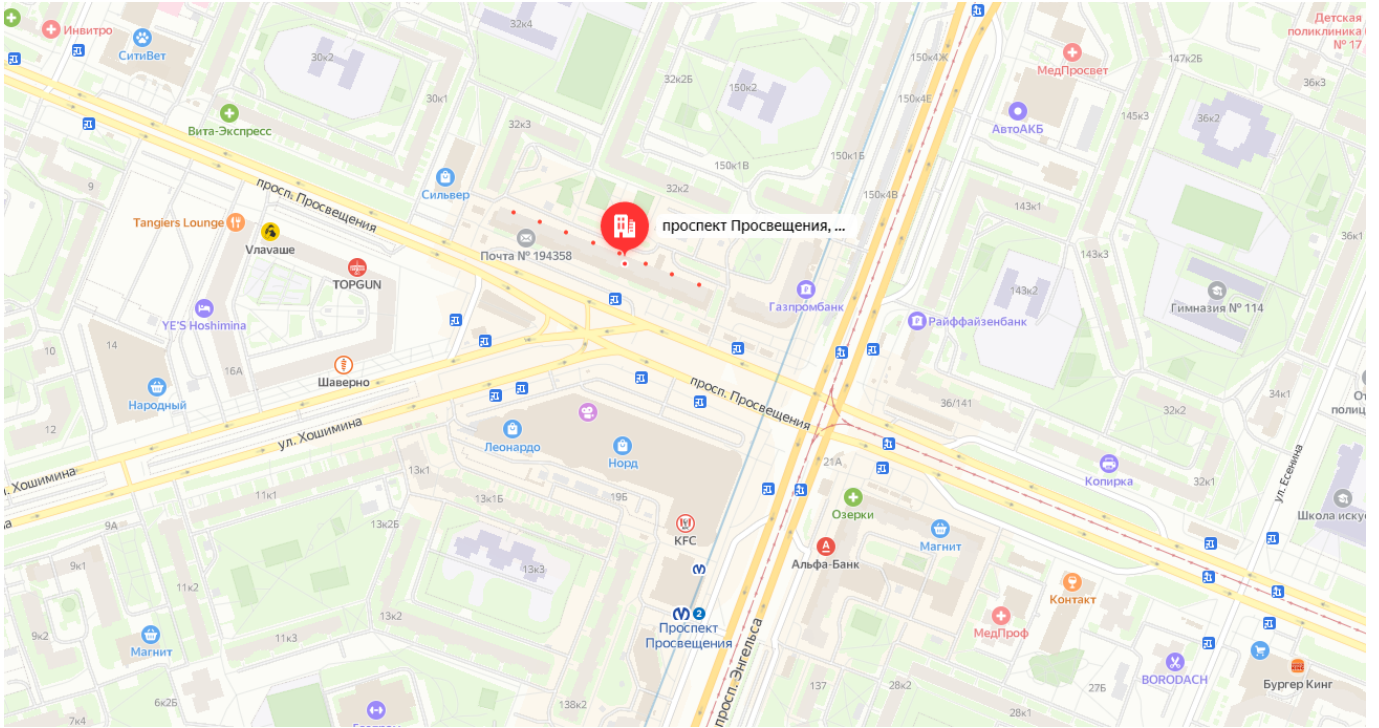 Инвитро
СитиВет
30к2
32к4
32к2Б
150к2
150к4Ж
МедПросвет
147к2Б
Детская
поликлиника
№ 17
36к3
30к1
Вита-Экспресс
32к3
150к4Е
АвтоАКБ
145к3
36к2
9
Сильвер
150к1В
150к1Б
32к2
150к4В
просп. Просвещения
143к1
Tangiers Lounge
Vлаvаше
проспект Просвещения, ...
36к1
Почта № 194358
143к3
TOPGUN
143к2
Газпромбанк
Гимназия № 114
YE'S Hoshimina
Райффайзенбанк
10
14
16А
Шаверно
просп. Просвещения
Народный
36/141
34к1
32к2
12
ул. Хошимина
Леонардо
Норд
21А
Хошимина
13к1
Копирка
32к1
ул. Есенина
11к1
13к1Б
19Б
Озерки
Школа искус
9А
13к2Б
KFC
Магнит
Альфа-Банк
9к1
13к3
11к2
Контакт
13к2
2
Проспект
Просвещения
МедПроф
9к2
11к3
Магнит
просп. Энгельса
BORODACH
Бургер Кинг
137
28к2
27Б
6к2Б
138к2
28к1
7к4